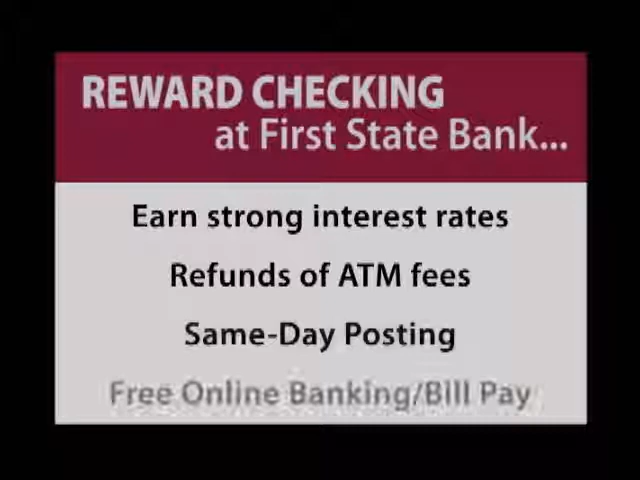 REWARD CHECKING
at First State Bank...
Earn strong interest rates
Refunds of ATM fees
Same-Day Posting
Free Online Banking/Bill Pay